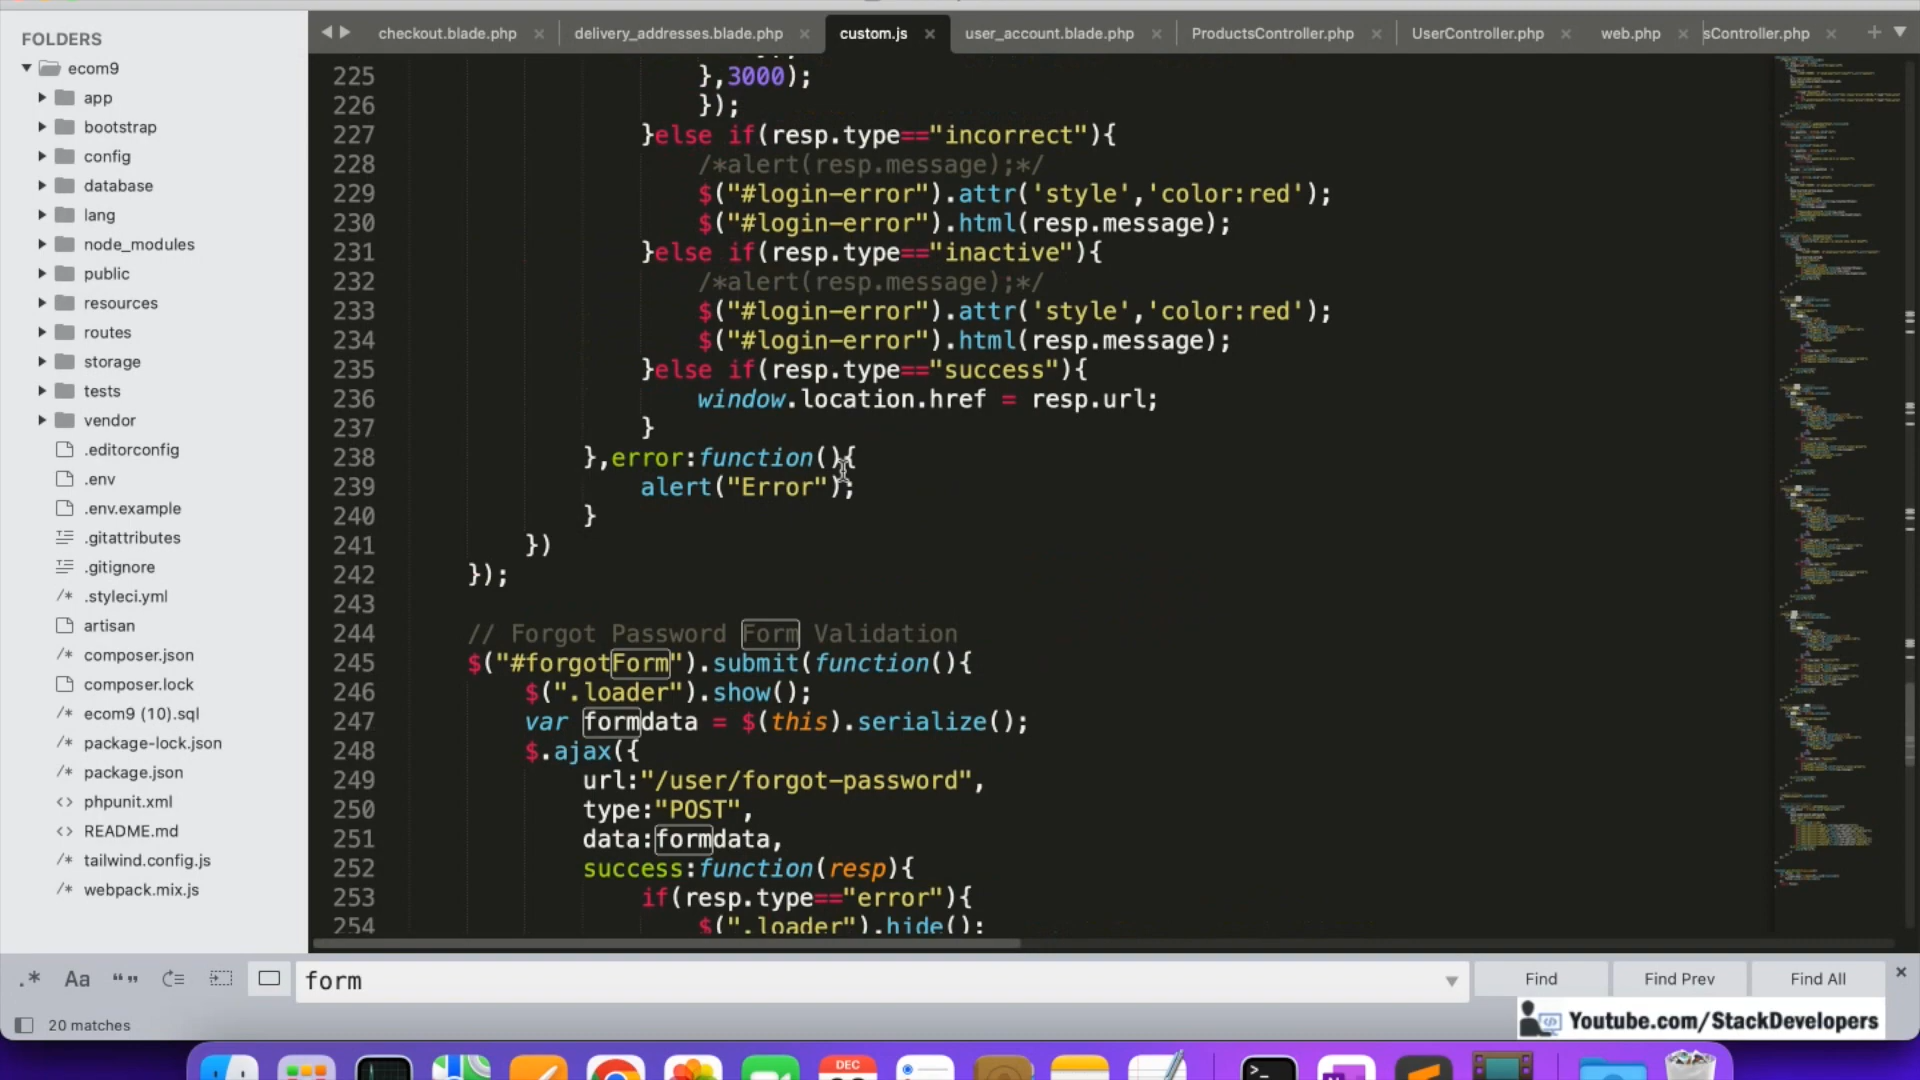 FOLDERS
ecom9
app
bootstrap
config
database
lang
node_modules
public
resources
routes
storage
tests
vendor
.editorconfig
.env
.env.example
.gitattributes
.gitignore
.styleci.yml
artisan
composer.json
composer.lock
ecom9 (10).sql
package-lock.json
package.json
phpunit.xml
README.md
tailwind.config.js
webpack.mix.js
checkout.blade.php
delivery_addresses.blade.php
custom.js
user_account.blade.php
ProductsController.php
UserController.php
web.php
sController.php
225 },3000);
226 });
227 }else if(resp.type=="incorrect"){
228 /*alert(resp.message);*/
229 $("#login-error").attr('style','color:red');
230 $("#login-error").html(resp.message);
231 }else if(resp.type=="inactive"){
232 /*alert(resp.message);*/
233 $("#login-error").attr('style','color:red');
234 $("#login-error").html(resp.message);
235 }else if(resp.type=="success"){
236 window.location.href = resp.url;
237 }
238 },error:function(){
239 alert("Error");
240 }
241 })
242 });
243
244 // Forgot Password Form Validation
245 $("#forgotForm").submit(function(){
246 $(".loader").show();
247 var formdata = $(this).serialize();
248 $.ajax({
249 url:"/user/forgot-password",
250 type:"POST",
251 data:formdata,
252 success:function(resp){
253 if(resp.type=="error"){
254 $(".loader").hide();
.* Aa “” form Find Find Prev Find All
20 matches
Youtube.com/StackDevelopers
DEC